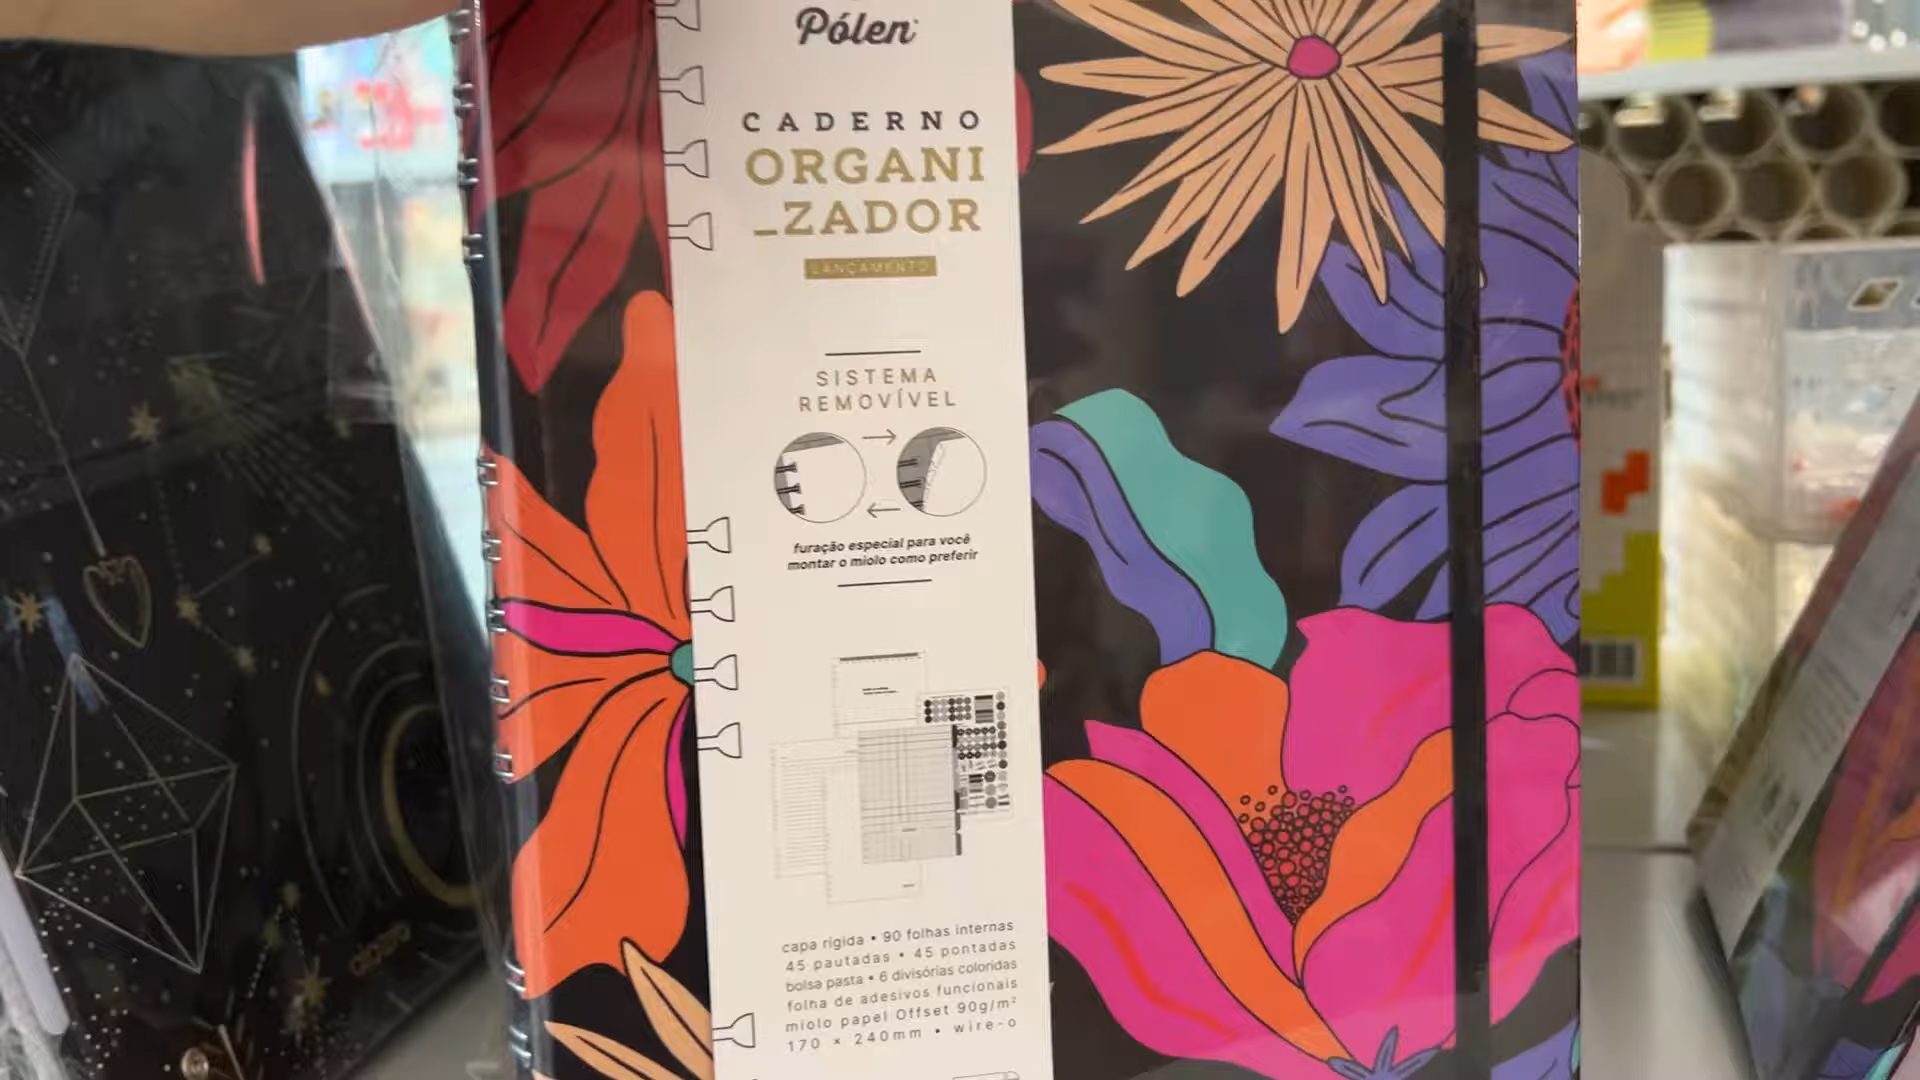 Pólen
CADERNO
ORGANI
_ZADOR
LANÇAMENTO
SISTEMA
REMOVÍVEL
furação especial para você
montar o miolo como preferir
capa rígida • 90 folhas internas
45 pautadas • 45 pontadas
bolsa pasta • 6 divisórias coloridas
folha de adesivos funcionais
miolo papel Offset 90g/m²
170 × 240mm • wire-o
cícero